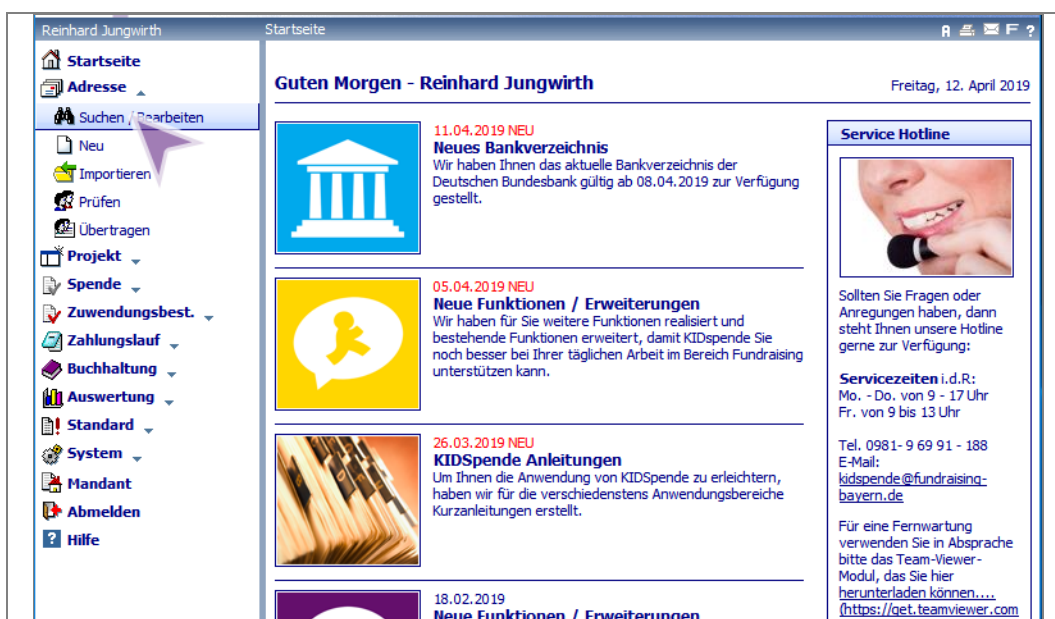 Reinhard Jungwirth
Startseite
A
F ?
Startseite
Adresse
Suchen / Bearbeiten
Neu
Importieren
Prüfen
Übertragen
Projekt
Spende
Zuwendungsbest.
Zahlungslauf
Buchhaltung
Auswertung
Standard
System
Mandant
Abmelden
? Hilfe
Guten Morgen - Reinhard Jungwirth
Freitag, 12. April 2019
11.04.2019 NEU
Neues Bankverzeichnis
Wir haben Ihnen das aktuelle Bankverzeichnis der
Deutschen Bundesbank gültig ab 08.04.2019 zur Verfügung
gestellt.
05.04.2019 NEU
Neue Funktionen / Erweiterungen
Wir haben für Sie weitere Funktionen realisiert und
bestehende Funktionen erweitert, damit KIDspende Sie
noch besser bei Ihrer täglichen Arbeit im Bereich Fundraising
unterstützen kann.
26.03.2019 NEU
KIDSpende Anleitungen
Um Ihnen die Anwendung von KIDSpende zu erleichtern,
haben wir für die verschiedenstens Anwendungsbereiche
Kurzanleitungen erstellt.
18.02.2019
Neue Funktionen / Erweiterungen
Service Hotline
Sollten Sie Fragen oder
Anregungen haben, dann
steht Ihnen unsere Hotline
gerne zur Verfügung:
Servicezeiten i.d.R:
Mo. - Do. von 9 - 17 Uhr
Fr. von 9 bis 13 Uhr
Tel. 0981- 9 69 91 - 188
E-Mail:
kidspende@fundraising-
bayern.de
Für eine Fernwartung
verwenden Sie in Absprache
bitte das Team-Viewer-
Modul, das Sie hier
herunterladen können....
(https://get.teamviewer.com